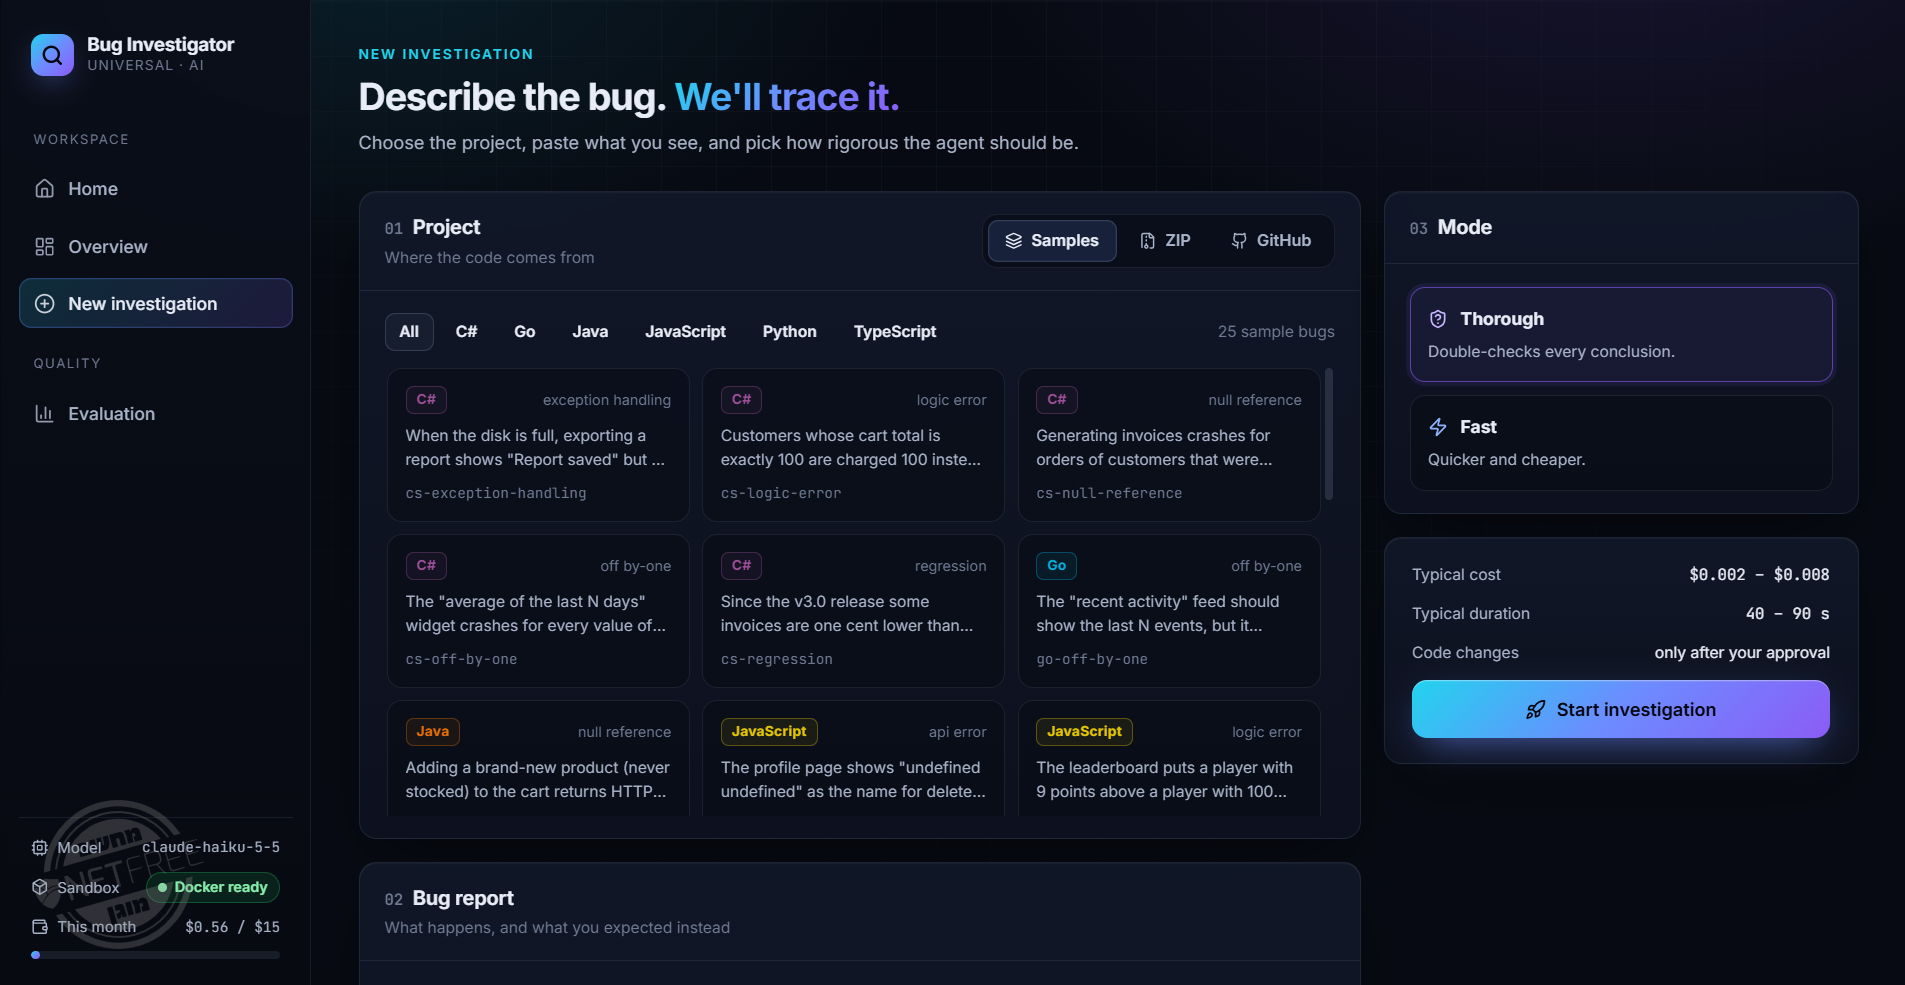 Bug Investigator
UNIVERSAL · AI
WORKSPACE
Home
Overview
New investigation
QUALITY
Evaluation
Model claude-haiku-5-5
Sandbox Docker ready
This month $0.56 / $15
NETFREE
NEW INVESTIGATION
Describe the bug. We'll trace it.
Choose the project, paste what you see, and pick how rigorous the agent should be.
01 Project
Where the code comes from
Samples ZIP GitHub
All C# Go Java JavaScript Python TypeScript 25 sample bugs
C# exception handling
When the disk is full, exporting a
report shows "Report saved" but ...
cs-exception-handling
C# logic error
Customers whose cart total is
exactly 100 are charged 100 inste...
cs-logic-error
C# null reference
Generating invoices crashes for
orders of customers that were...
cs-null-reference
C# off by-one
The "average of the last N days"
widget crashes for every value of...
cs-off-by-one
C# regression
Since the v3.0 release some
invoices are one cent lower than...
cs-regression
Go off by-one
The "recent activity" feed should
show the last N events, but it...
go-off-by-one
Java null reference
Adding a brand-new product (never
stocked) to the cart returns HTTP...
JavaScript api error
The profile page shows "undefined
undefined" as the name for delete...
JavaScript logic error
The leaderboard puts a player with
9 points above a player with 100...
02 Bug report
What happens, and what you expected instead
03 Mode
Thorough
Double-checks every conclusion.
Fast
Quicker and cheaper.
Typical cost $0.002 – $0.008
Typical duration 40 – 90 s
Code changes only after your approval
Start investigation